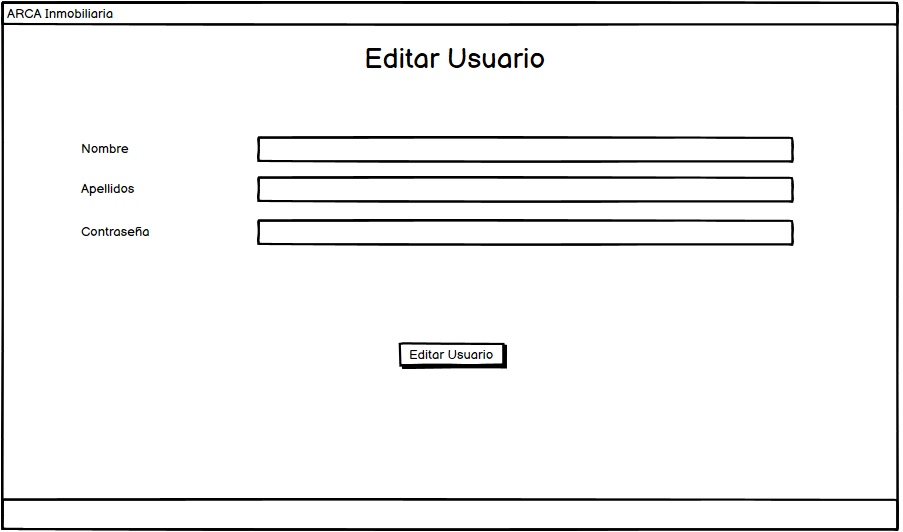 ARCA Inmobiliaria
Editar Usuario
Nombre
Apellidos
Contraseña
Editar Usuario